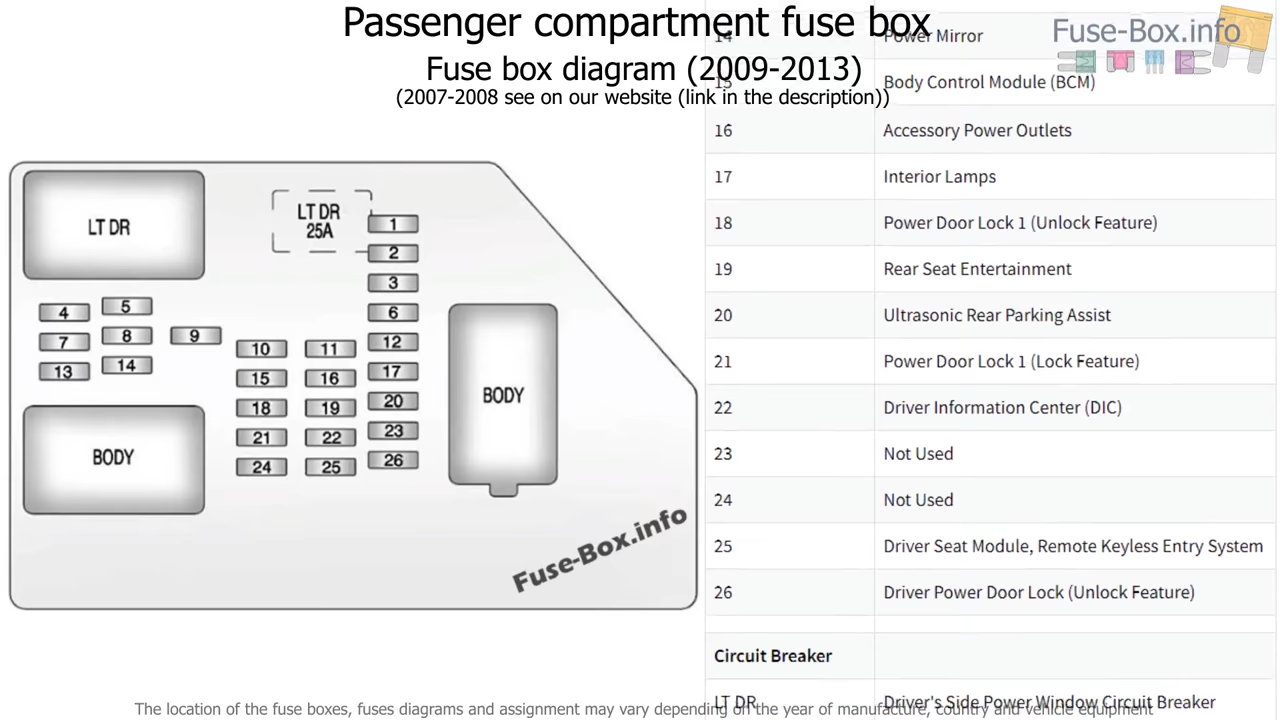 Passenger compartment fuse box
Fuse box diagram (2009-2013)
(2007-2008 see on our website (link in the description))
Fuse-Box.info
LT DR
LT DR
25A
1
2
3
4
5
6
7
8
9
12
13
14
10
11
15
16
17
18
19
20
21
22
23
24
25
26
BODY
BODY
Fuse-Box.info
14 Power Mirror
15 Body Control Module (BCM)
16 Accessory Power Outlets
17 Interior Lamps
18 Power Door Lock 1 (Unlock Feature)
19 Rear Seat Entertainment
20 Ultrasonic Rear Parking Assist
21 Power Door Lock 1 (Lock Feature)
22 Driver Information Center (DIC)
23 Not Used
24 Not Used
25 Driver Seat Module, Remote Keyless Entry System
26 Driver Power Door Lock (Unlock Feature)
Circuit Breaker
LT DR Driver's Side Power Window Circuit Breaker
The location of the fuse boxes, fuses diagrams and assignment may vary depending on the year of manufacture, country and vehicle equipment